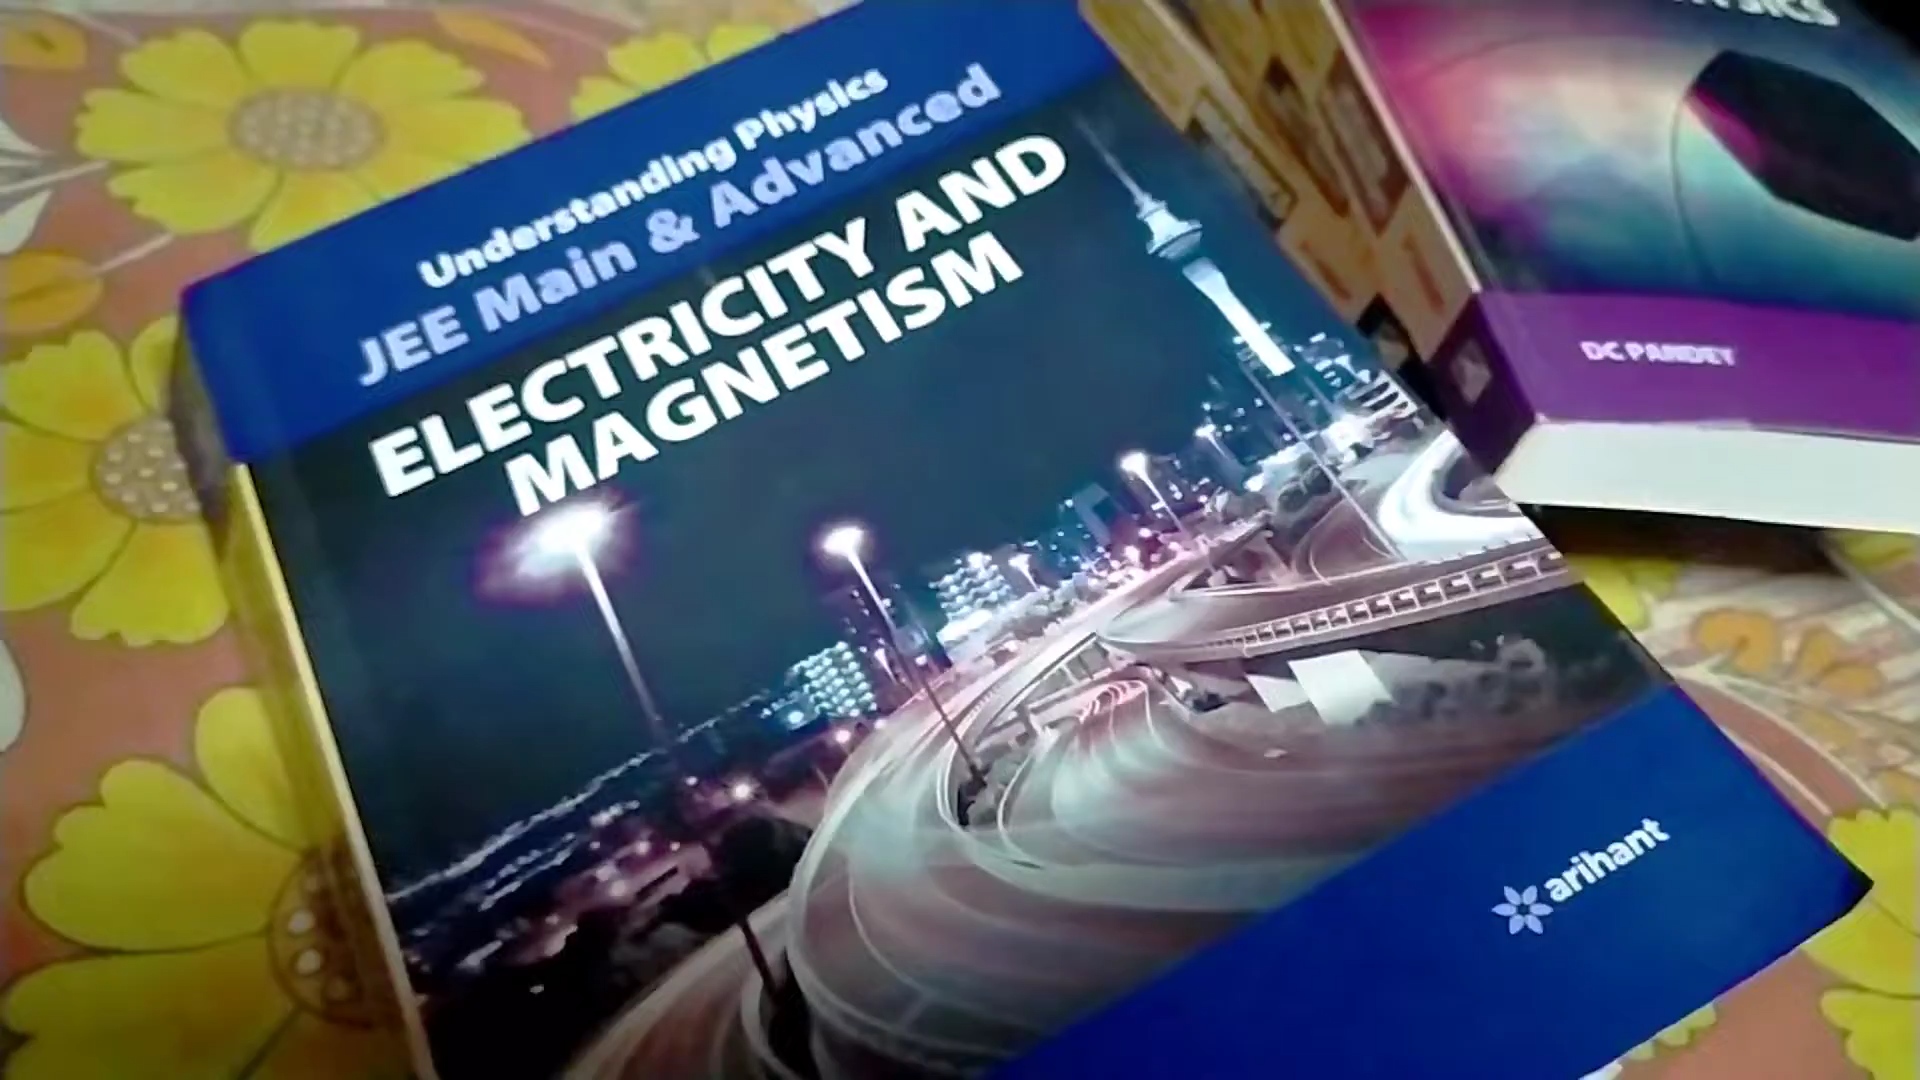 Understanding Physics
JEE Main & Advanced
ELECTRICITY AND
MAGNETISM
arihant
DC PANDEY